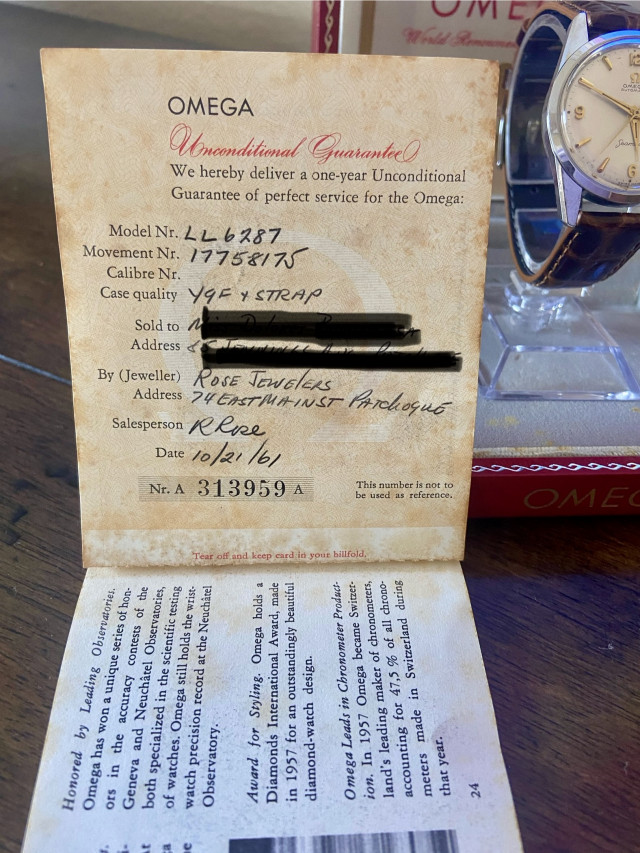 OMEGA
Unconditional Guarantee
We hereby deliver a one-year Unconditional
Guarantee of perfect service for the Omega:
Model Nr. LL6287
Movement Nr. 17758175
Calibre Nr.
Case quality YGF & STRAP
Sold to
Address
By (Jeweller) ROSE JEWELERS
Address 74 EAST MAIN ST PATCHOGUE
Salesperson R Rose
Date 10/21/61
Nr. A 313959 A
This number is not to
be used as reference.
Tear off and keep card in your billfold.
Honored by Leading Observatories.
Omega has won a unique series of hon-
ors in the accuracy contests of the
Geneva and Neuchâtel Observatories,
both specialized in the scientific testing
of watches. Omega still holds the wrist-
watch precision record at the Neuchâtel
Observatory.
Award for Styling. Omega holds a
Diamonds International Award, made
in 1957 for an outstandingly beautiful
diamond-watch design.
Omega Leads in Chronometer Product-
ion. In 1957 Omega became Switzer-
land's leading maker of chronometers,
accounting for 47,5 % of all chrono-
meters made in Switzerland during
that year.
24
OME
World-Renowned
OMEGA
AUTOMATIC
Seam
OMEG